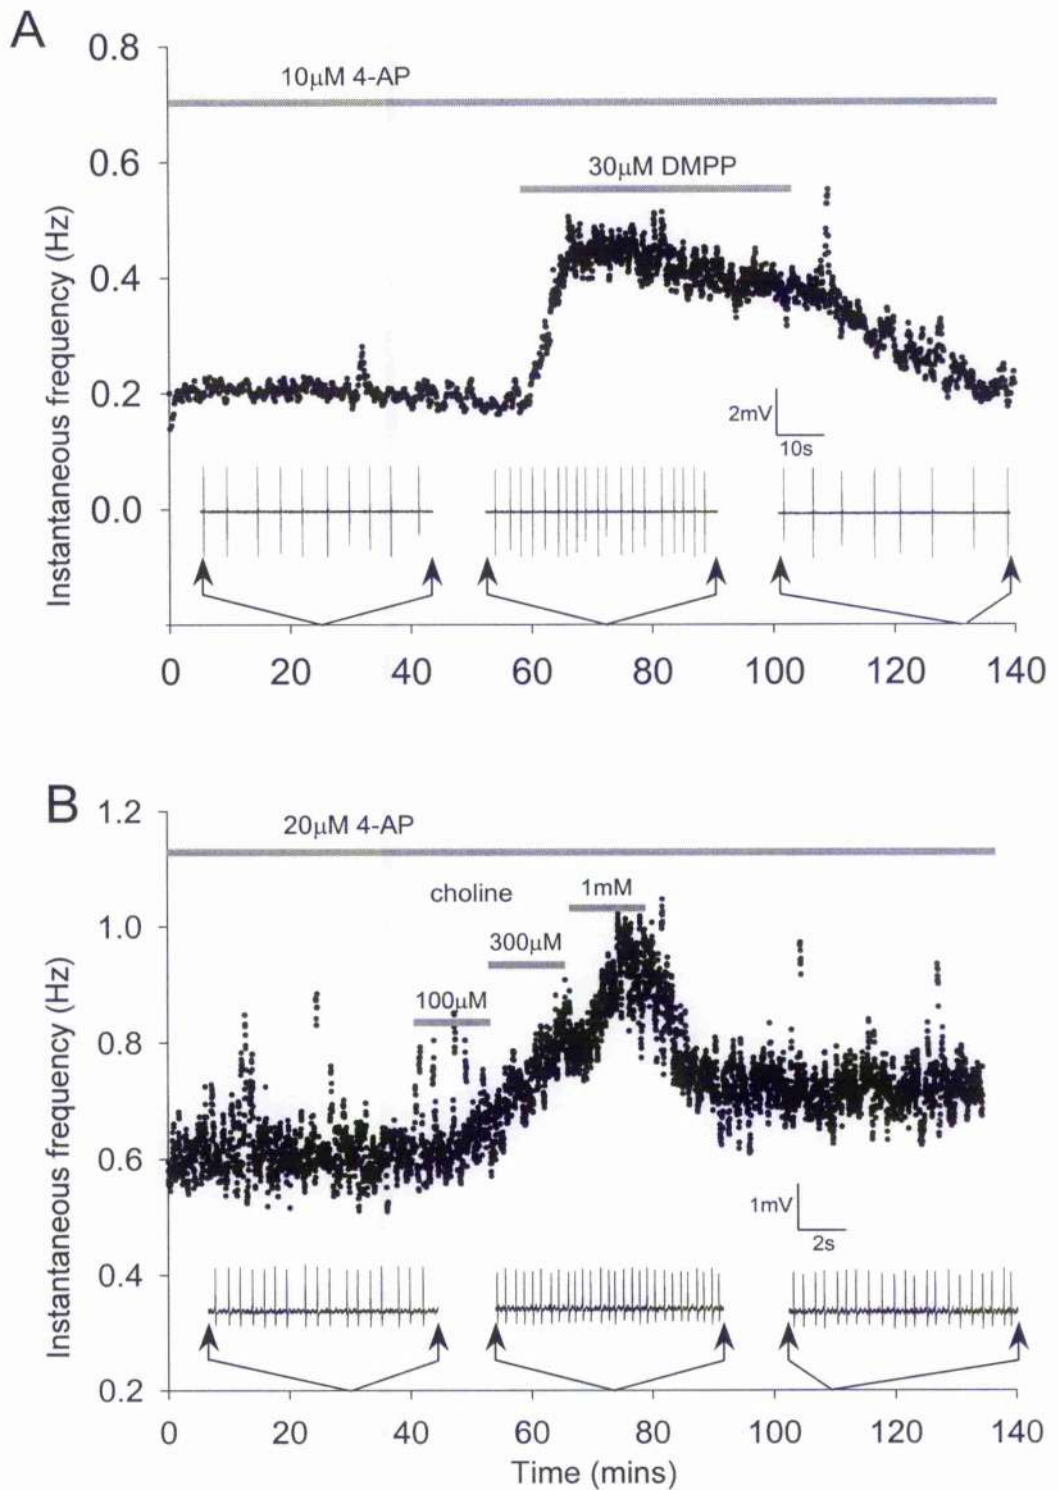 A
0.8
10μM 4-AP
0.6
30μM DMPP
Instantaneous frequency (Hz)
0.4
0.2
2mV
10s
0.0
0 20 40 60 80 100 120 140
B
1.2
20μM 4-AP
choline
1mM
1.0
300μM
100μM
Instantaneous frequency (Hz)
0.8
0.6
1mV
2s
0.4
0.2
0 20 40 60 80 100 120 140
Time (mins)